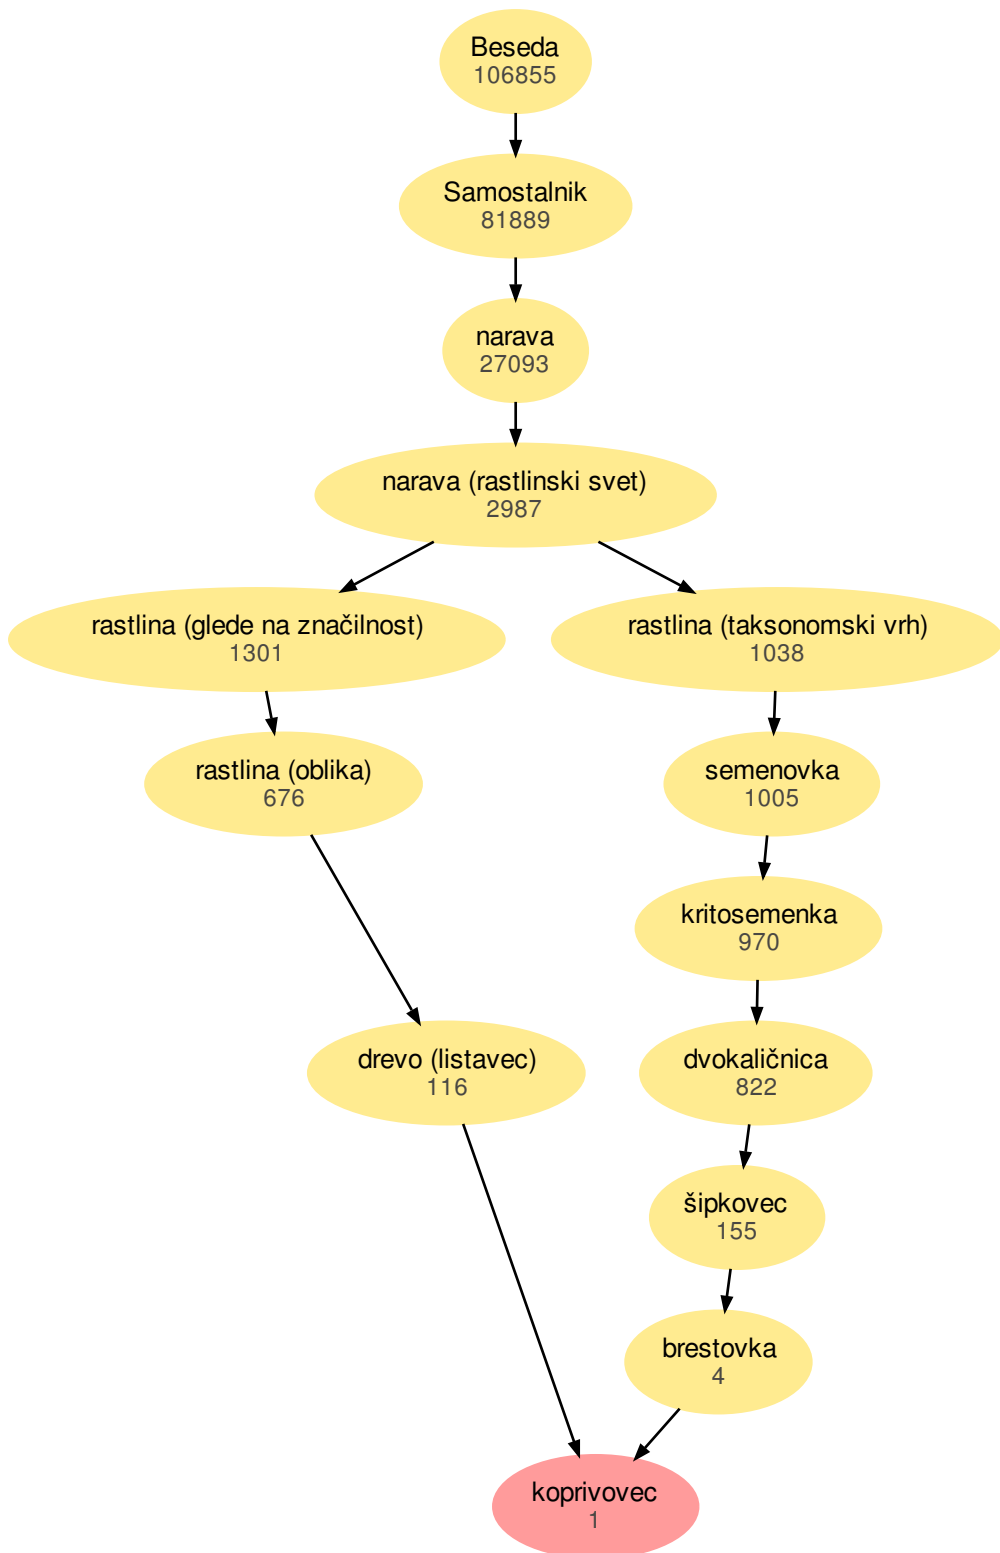 Beseda
106855
Samostalnik
81889
narava
27093
narava (rastlinski svet)
2987
rastlina (glede na značilnost)
1301
rastlina (taksonomski vrh)
1038
rastlina (oblika)
676
semenovka
1005
kritosemenka
970
drevo (listavec)
116
dvokaličnica
822
šipkovec
155
brestovka
4
koprivovec
1